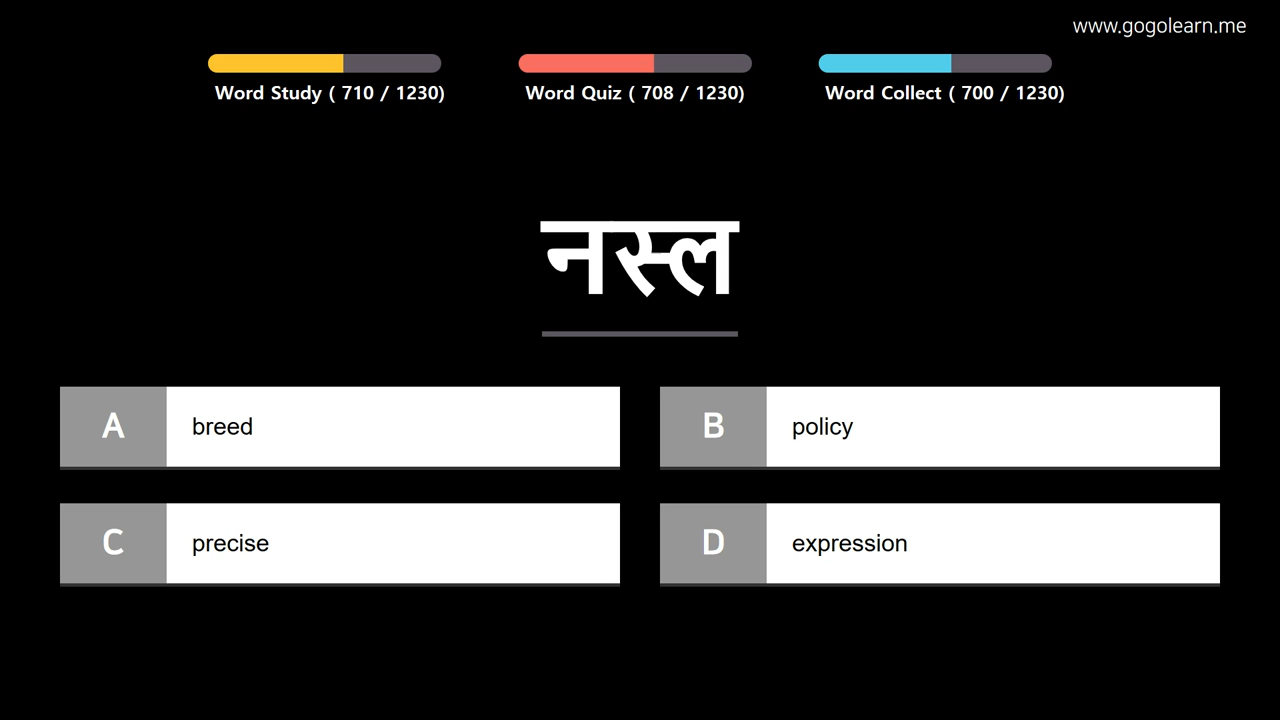 www.gogolearn.me
Word Study ( 710 / 1230)
Word Quiz ( 708 / 1230)
Word Collect ( 700 / 1230)
नस्ल
A breed
B policy
C precise
D expression